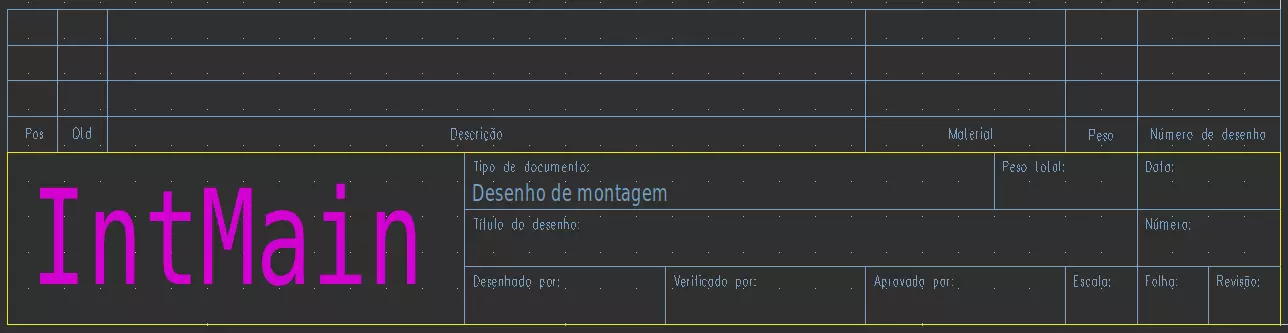 Pos Qtd Descrição Material Peso Número de desenho
IntMain
Tipo de documento: Peso total: Data:
Desenho de montagem
Título do desenho: Número:
Desenhado por: Verificado por: Aprovado por: Escala: Folha: Revisão: